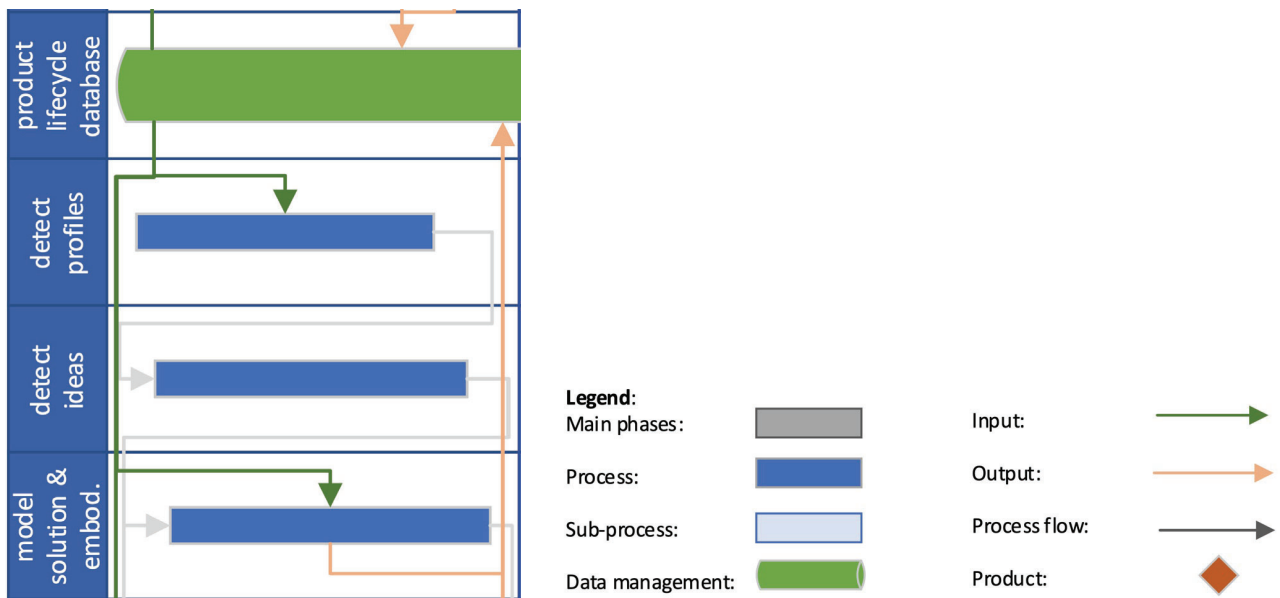 product
lifecycle
database
detect
profiles
detect
ideas
model
solution &
embod.
Legend:
Main phases:
Process:
Sub-process:
Data management:
Input:
Output:
Process flow:
Product: